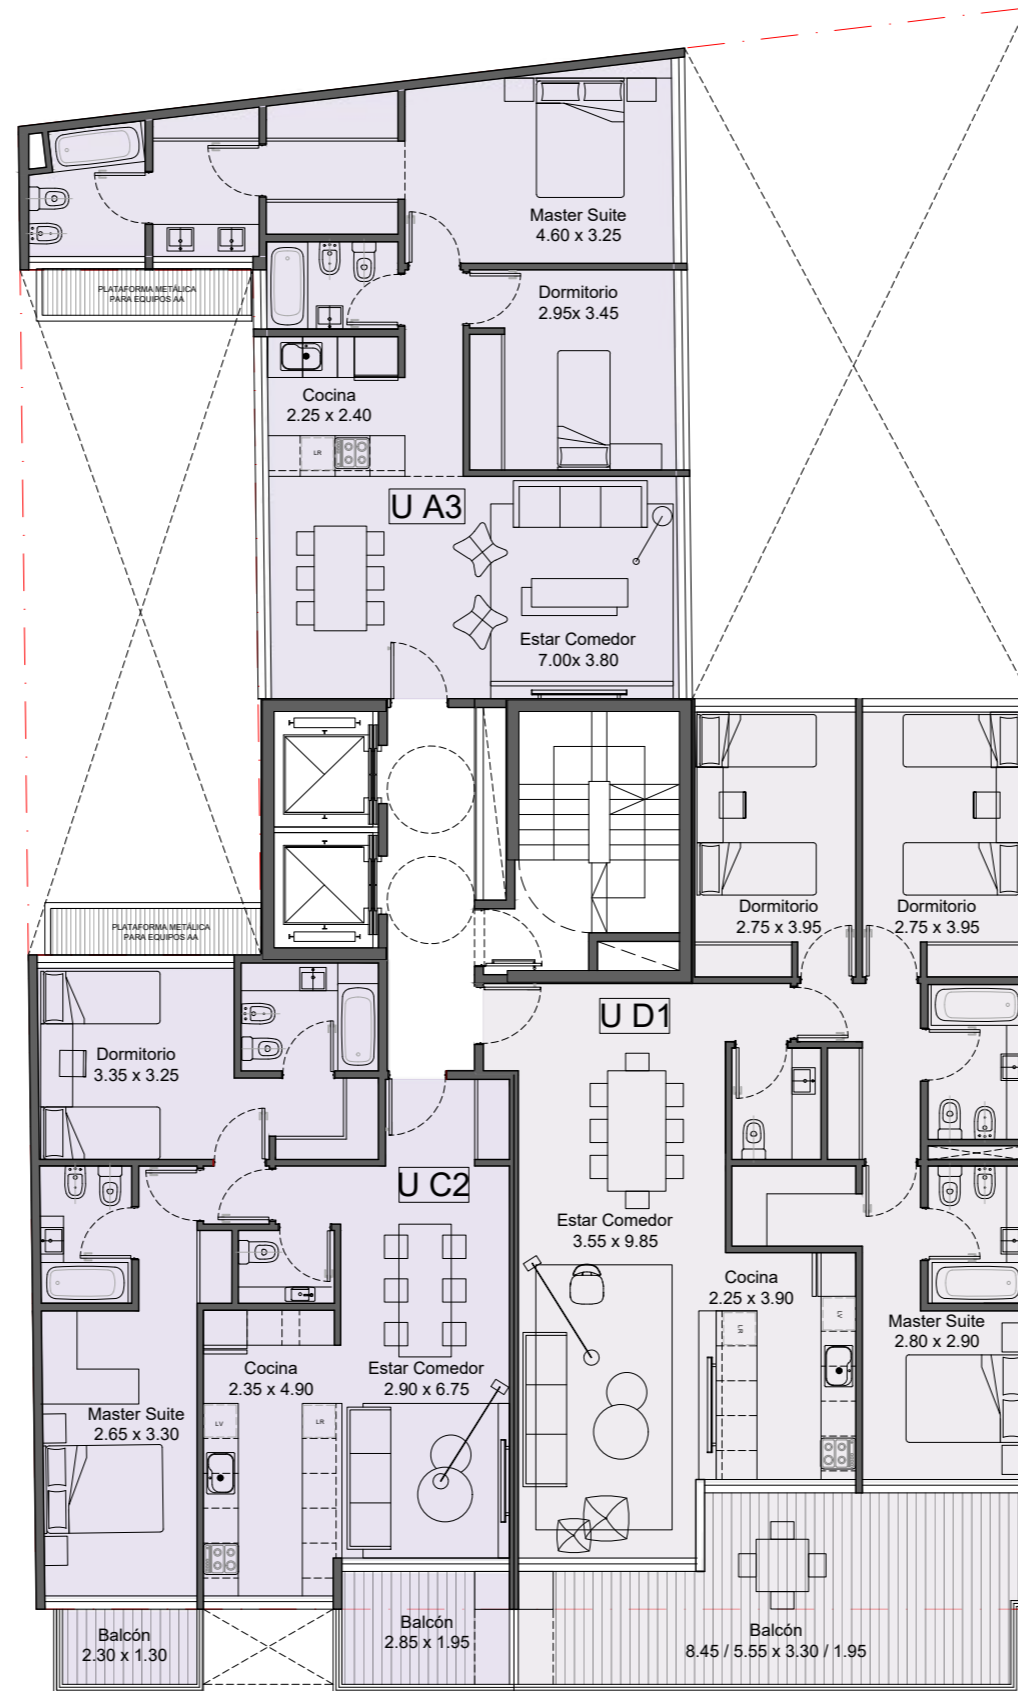 Master Suite
4.60 x 3.25
PLATAFORMA METÁLICA
PARA EQUIPOS AA
Dormitorio
2.95x 3.45
Cocina
2.25 x 2.40
LR
U A3
Estar Comedor
7.00x 3.80
Dormitorio
2.75 x 3.95
Dormitorio
2.75 x 3.95
PLATAFORMA METÁLICA
PARA EQUIPOS AA
U D1
Dormitorio
3.35 x 3.25
U C2
Estar Comedor
3.55 x 9.85
Cocina
2.25 x 3.90
LR
LV
Master Suite
2.80 x 2.90
Cocina
2.35 x 4.90
Estar Comedor
2.90 x 6.75
Master Suite
2.65 x 3.30
LV
LR
Balcón
2.30 x 1.30
Balcón
2.85 x 1.95
Balcón
8.45 / 5.55 x 3.30 / 1.95